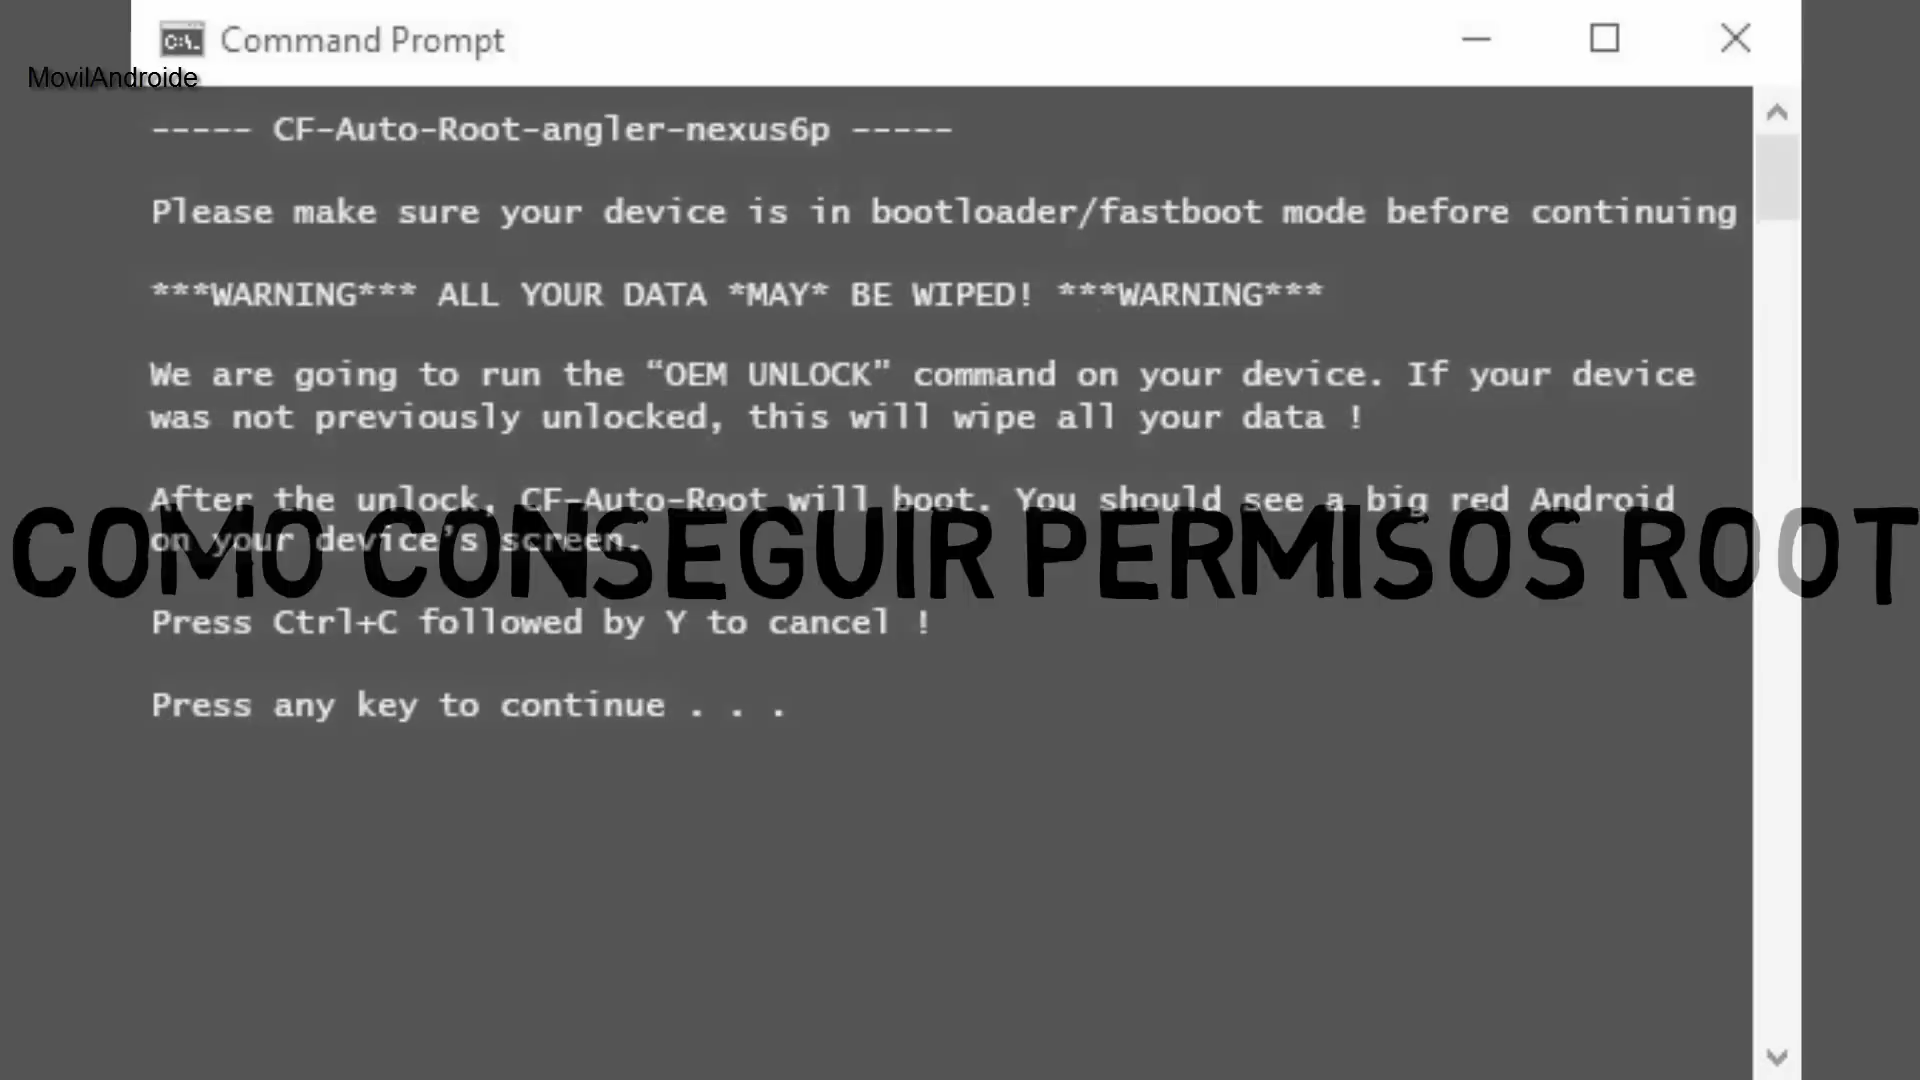 C:\. Command Prompt
MovilAndroide
----- CF-Auto-Root-angler-nexus6p -----
Please make sure your device is in bootloader/fastboot mode before continuing
***WARNING*** ALL YOUR DATA *MAY* BE WIPED! ***WARNING***
We are going to run the “OEM UNLOCK” command on your device. If your device
was not previously unlocked, this will wipe all your data !
After the unlock, CF-Auto-Root will boot. You should see a big red Android
on your device's screen.
COMO CONSEGUIR PERMISOS ROOT
Press Ctrl+C followed by Y to cancel !
Press any key to continue . . .